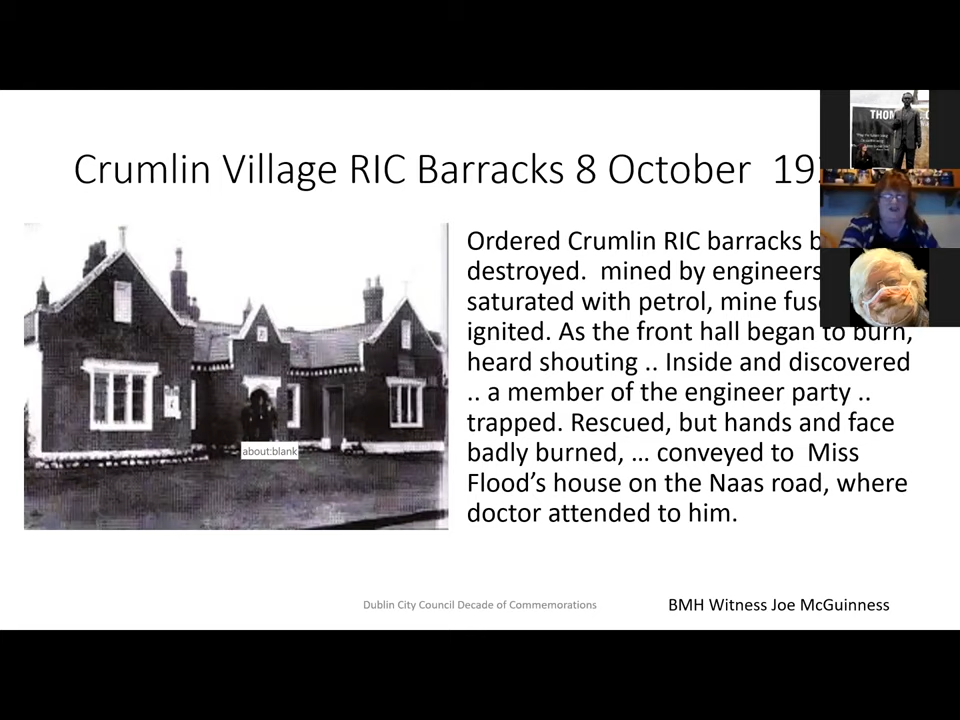 THOM
Crumlin Village RIC Barracks 8 October 19
Ordered Crumlin RIC barracks
destroyed. mined by engineers
saturated with petrol, mine
ignited. As the front hall began to burn,
heard shouting .. Inside and discovered
.. a member of the engineer party ..
trapped. Rescued, but hands and face
badly burned, … conveyed to Miss
Flood's house on the Naas road, where
doctor attended to him.
about:blank
Dublin City Council Decade of Commemorations
BMH Witness Joe McGuinness